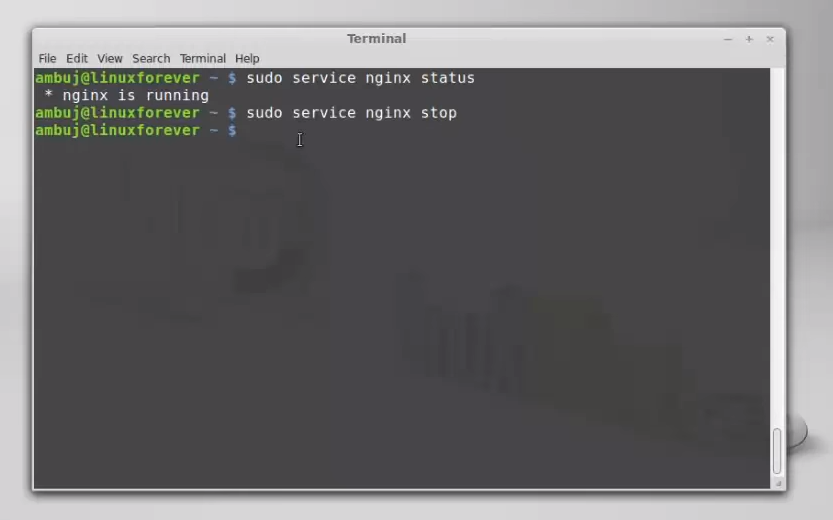 Terminal
File Edit View Search Terminal Help
ambuj@linuxforever ~ $ sudo service nginx status
* nginx is running
ambuj@linuxforever ~ $ sudo service nginx stop
ambuj@linuxforever ~ $